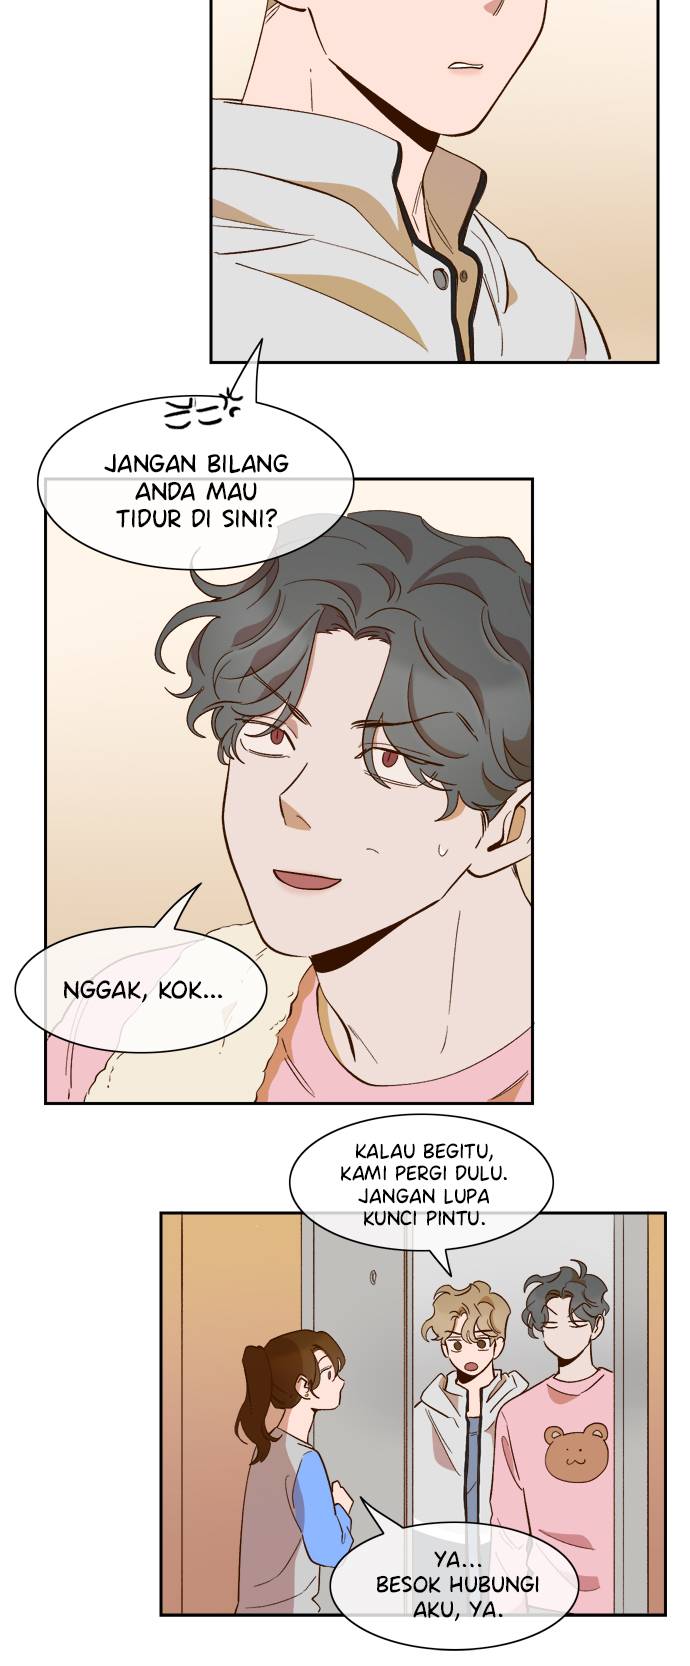 JANGAN BILANG
ANDA MAU
TIDUR DI SINI?
NGGAK, KOK...
KALAU BEGITU,
KAMI PERGI DULU.
JANGAN LUPA
KUNCI PINTU.
YA...
BESOK HUBUNGI
AKU, YA.